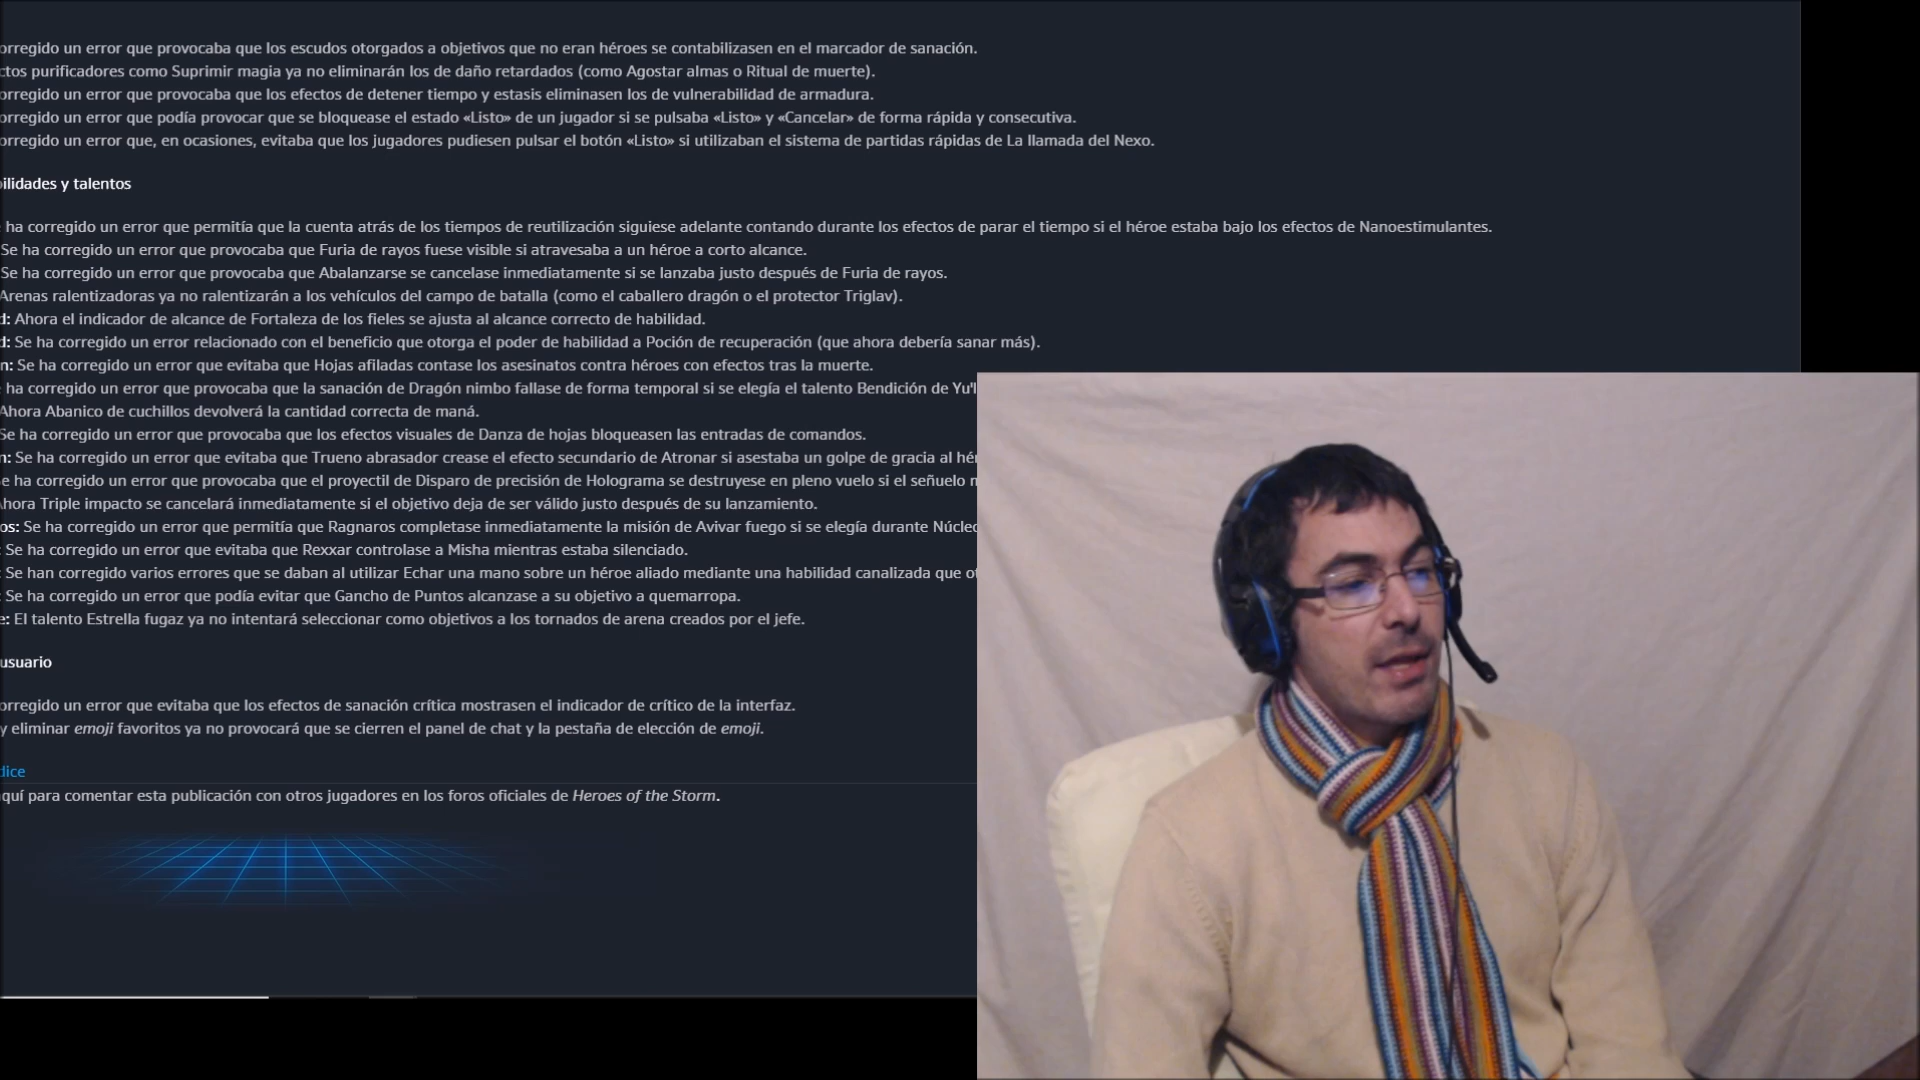 orregido un error que provocaba que los escudos otorgados a objetivos que no eran héroes se contabilizasen en el marcador de sanación.
ctos purificadores como Suprimir magia ya no eliminarán los de daño retardados (como Agostar almas o Ritual de muerte).
orregido un error que provocaba que los efectos de detener tiempo y estasis eliminasen los de vulnerabilidad de armadura.
orregido un error que podía provocar que se bloquease el estado «Listo» de un jugador si se pulsaba «Listo» y «Cancelar» de forma rápida y consecutiva.
orregido un error que, en ocasiones, evitaba que los jugadores pudiesen pulsar el botón «Listo» si utilizaban el sistema de partidas rápidas de La llamada del Nexo.
ilidades y talentos
ha corregido un error que permitía que la cuenta atrás de los tiempos de reutilización siguiese adelante contando durante los efectos de parar el tiempo si el héroe estaba bajo los efectos de Nanoestimulantes.
Se ha corregido un error que provocaba que Furia de rayos fuese visible si atravesaba a un héroe a corto alcance.
Se ha corregido un error que provocaba que Abalanzarse se cancelase inmediatamente si se lanzaba justo después de Furia de rayos.
Arenas ralentizadoras ya no ralentizarán a los vehículos del campo de batalla (como el caballero dragón o el protector Triglav).
d: Ahora el indicador de alcance de Fortaleza de los fieles se ajusta al alcance correcto de habilidad.
d: Se ha corregido un error relacionado con el beneficio que otorga el poder de habilidad a Poción de recuperación (que ahora debería sanar más).
n: Se ha corregido un error que evitaba que Hojas afiladas contase los asesinatos contra héroes con efectos tras la muerte.
ha corregido un error que provocaba que la sanación de Dragón nimbo fallase de forma temporal si se elegía el talento Bendición de Yu'l
Ahora Abanico de cuchillos devolverá la cantidad correcta de maná.
Se ha corregido un error que provocaba que los efectos visuales de Danza de hojas bloqueasen las entradas de comandos.
n: Se ha corregido un error que evitaba que Trueno abrasador crease el efecto secundario de Atronar si asestaba un golpe de gracia al hér
e ha corregido un error que provocaba que el proyectil de Disparo de precisión de Holograma se destruyese en pleno vuelo si el señuelo
Ahora Triple impacto se cancelará inmediatamente si el objetivo deja de ser válido justo después de su lanzamiento.
os: Se ha corregido un error que permitía que Ragnaros completase inmediatamente la misión de Avivar fuego si se elegía durante Núcleo
: Se ha corregido un error que evitaba que Rexxar controlase a Misha mientras estaba silenciado.
: Se han corregido varios errores que se daban al utilizar Echar una mano sobre un héroe aliado mediante una habilidad canalizada que ot
: Se ha corregido un error que podía evitar que Gancho de Puntos alcanzase a su objetivo a quemarropa.
e: El talento Estrella fugaz ya no intentará seleccionar como objetivos a los tornados de arena creados por el jefe.
usuario
orregido un error que evitaba que los efectos de sanación crítica mostrasen el indicador de crítico de la interfaz.
y eliminar emoji favoritos ya no provocará que se cierren el panel de chat y la pestaña de elección de emoji.
dice
quí para comentar esta publicación con otros jugadores en los foros oficiales de Heroes of the Storm.